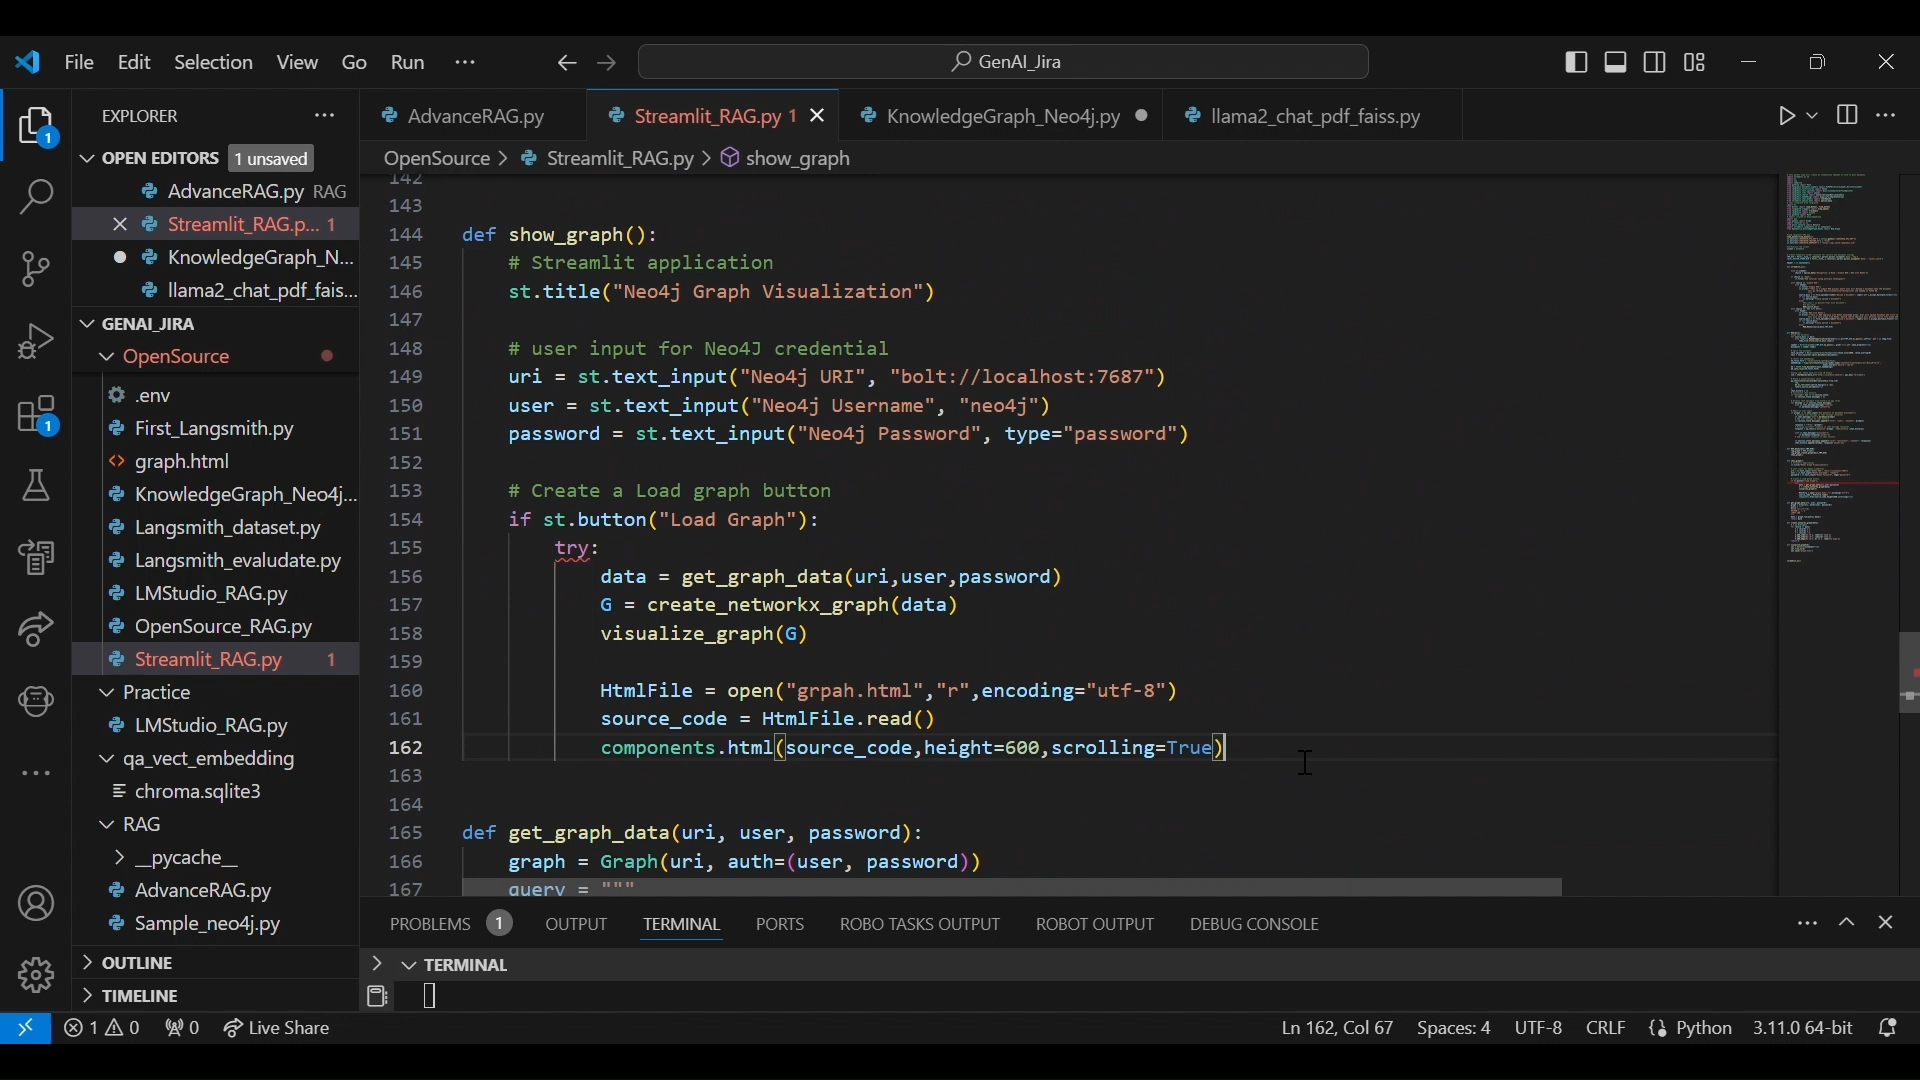 File Edit Selection View Go Run ··· GenAI_Jira
EXPLORER ···
OPEN EDITORS 1 unsaved
AdvanceRAG.py RAG
Streamlit_RAG.p... 1
KnowledgeGraph_N...
llama2_chat_pdf_fais...
GENAI_JIRA
OpenSource
.env
First_Langsmith.py
graph.html
KnowledgeGraph_Neo4j...
Langsmith_dataset.py
Langsmith_evaludate.py
LMStudio_RAG.py
OpenSource_RAG.py
Streamlit_RAG.py 1
Practice
LMStudio_RAG.py
qa_vect_embedding
chroma.sqlite3
RAG
__pycache__
AdvanceRAG.py
Sample_neo4j.py
OUTLINE
TIMELINE
1
1
AdvanceRAG.py Streamlit_RAG.py 1 KnowledgeGraph_Neo4j.py llama2_chat_pdf_faiss.py
OpenSource > Streamlit_RAG.py > show_graph
142
143
144 def show_graph():
145 # Streamlit application
146 st.title("Neo4j Graph Visualization")
147
148 # user input for Neo4J credential
149 uri = st.text_input("Neo4j URI", "bolt://localhost:7687")
150 user = st.text_input("Neo4j Username", "neo4j")
151 password = st.text_input("Neo4j Password", type="password")
152
153 # Create a Load graph button
154 if st.button("Load Graph"):
155 try:
156 data = get_graph_data(uri,user,password)
157 G = create_networkx_graph(data)
158 visualize_graph(G)
159
160 HtmlFile = open("grpah.html","r",encoding="utf-8")
161 source_code = HtmlFile.read()
162 components.html(source_code,height=600,scrolling=True)
163
164
165 def get_graph_data(uri, user, password):
166 graph = Graph(uri, auth=(user, password))
167 query = """
PROBLEMS 1 OUTPUT TERMINAL PORTS ROBO TASKS OUTPUT ROBOT OUTPUT DEBUG CONSOLE
TERMINAL
1 0 0 Live Share Ln 162, Col 67 Spaces: 4 UTF-8 CRLF Python 3.11.0 64-bit